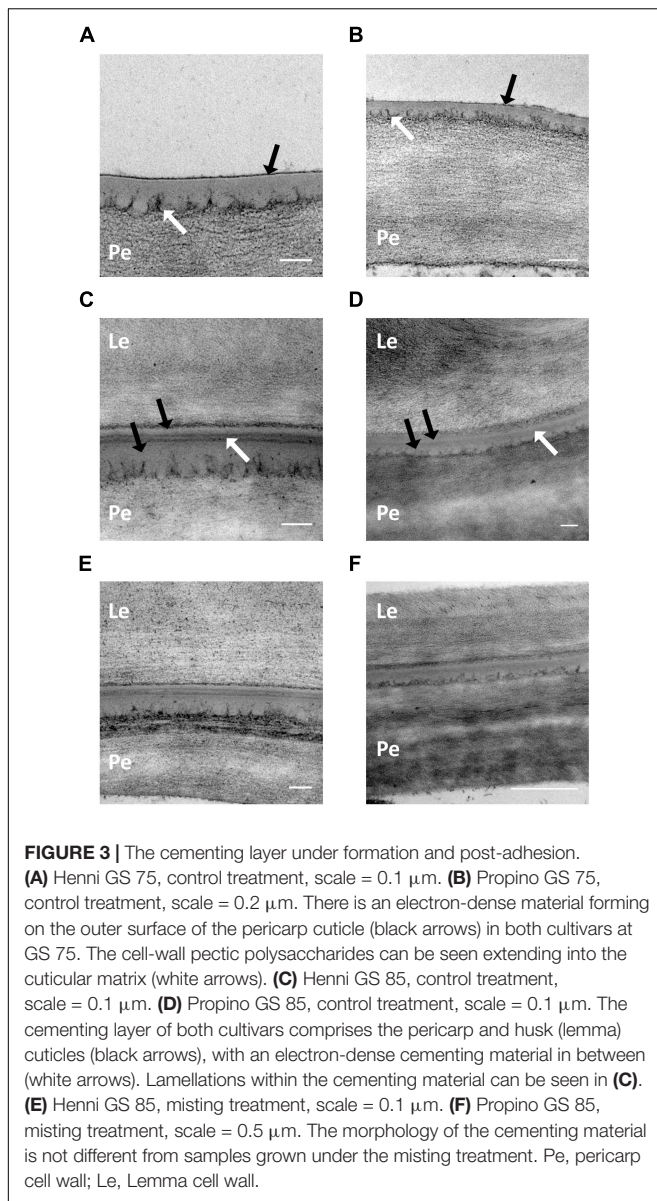 A
B
Pe
Pe
C
D
Le
Le
Pe
Pe
E
F
Le
Le
Pe
Pe
FIGURE 3 | The cementing layer under formation and post-adhesion.
(A) Henni GS 75, control treatment, scale = 0.1 μm. (B) Propino GS 75,
control treatment, scale = 0.2 μm. There is an electron-dense material forming
on the outer surface of the pericarp cuticle (black arrows) in both cultivars at
GS 75. The cell-wall pectic polysaccharides can be seen extending into the
cuticular matrix (white arrows). (C) Henni GS 85, control treatment,
scale = 0.1 μm. (D) Propino GS 85, control treatment, scale = 0.1 μm. The
cementing layer of both cultivars comprises the pericarp and husk (lemma)
cuticles (black arrows), with an electron-dense cementing material in between
(white arrows). Lamellations within the cementing material can be seen in (C).
(E) Henni GS 85, misting treatment, scale = 0.1 μm. (F) Propino GS 85,
misting treatment, scale = 0.5 μm. The morphology of the cementing material
is not different from samples grown under the misting treatment. Pe, pericarp
cell wall; Le, Lemma cell wall.